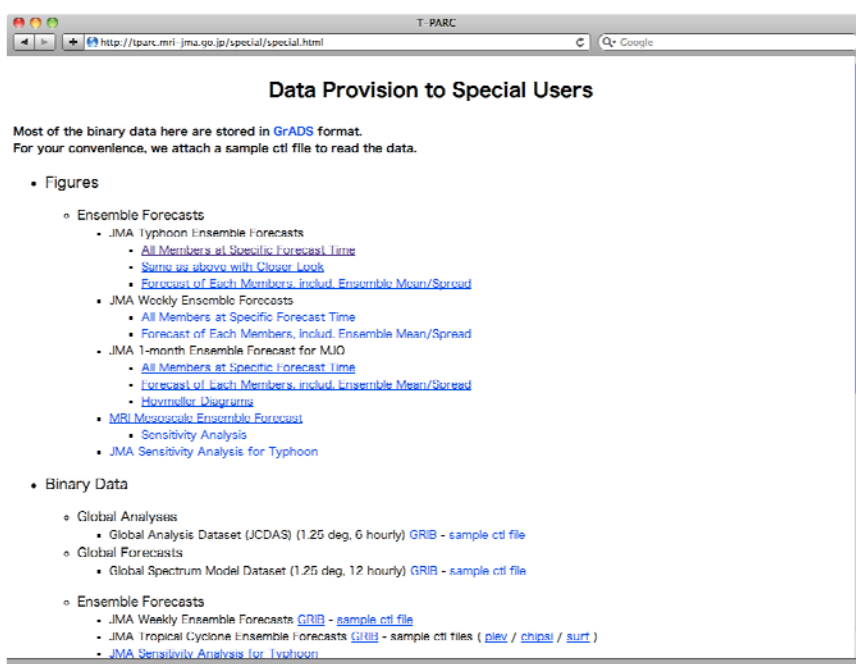 T-PARC
http://tparc.mri-jma.go.jp/special/special.html
Google
Data Provision to Special Users
Most of the binary data here are stored in GrADS format.
For your convenience, we attach a sample ctl file to read the data.
Figures
Ensemble Forecasts
JMA Typhoon Ensemble Forecasts
All Members at Specific Forecast Time
Same as above with Closer Look
Forecast of Each Members, includ. Ensemble Mean/Spread
JMA Weekly Ensemble Forecasts
All Members at Specific Forecast Time
Forecast of Each Members, includ. Ensemble Mean/Spread
JMA 1-month Ensemble Forecast for MJO
All Members at Specific Forecast Time
Forecast of Each Members, includ. Ensemble Mean/Spread
Hovmeller Diagrams
MRI Mesoscale Ensemble Forecast
Sensitivity Analysis
JMA Sensitivity Analysis for Typhoon
Binary Data
Global Analyses
Global Analysis Dataset (JCDAS) (1.25 deg, 6 hourly) GRIB - sample ctl file
Global Forecasts
Global Spectrum Model Dataset (1.25 deg, 12 hourly) GRIB - sample ctl file
Ensemble Forecasts
JMA Weekly Ensemble Forecasts GRIB - sample ctl file
JMA Tropical Cyclone Ensemble Forecasts GRIB - sample ctl files ( plev / chipsi / surf )
JMA Sensitivity Analysis for Typhoon